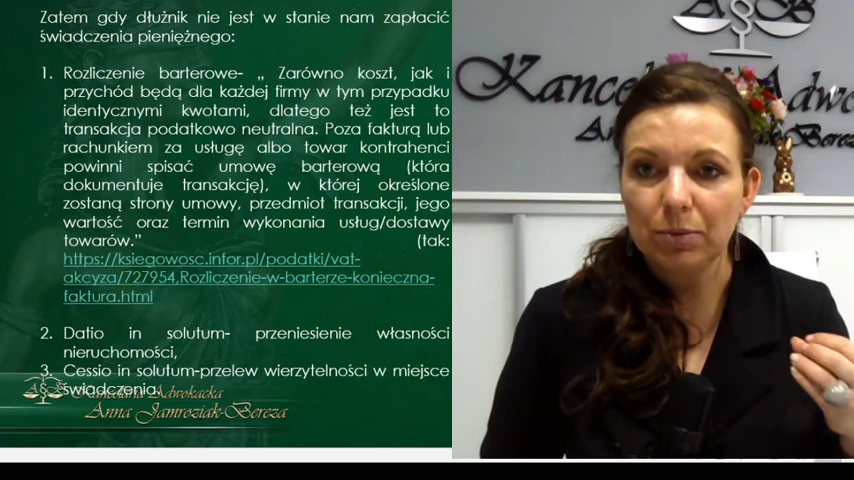 Zatem gdy dłużnik nie jest w stanie nam zapłacić
świadczenia pieniężnego:
1. Rozliczenie barterowe- „ Zarówno koszt, jak i
przychód będą dla każdej firmy w tym przypadku
identycznymi kwotami, dlatego też jest to
transakcja podatkowo neutralna. Poza fakturą lub
rachunkiem za usługę albo towar kontrahenci
powinni spisać umowę barterową (która
dokumentuje transakcję), w której określone
zostaną strony umowy, przedmiot transakcji, jego
wartość oraz termin wykonania usług/dostawy
towarów.” (tak:
https://ksiegowosc.infor.pl/podatki/vat-
akcyza/727954,Rozliczenie-w-barterze-konieczna-
faktura.html
2. Datio in solutum- przeniesienie własności
nieruchomości,
3. Cessio in solutum-przelew wierzytelności w miejsce
świadczenia.
A§B Kancelaria Adwokacka
Anna Jamroziak-Bereza
A§B
Kancela Adwo
A Bereza